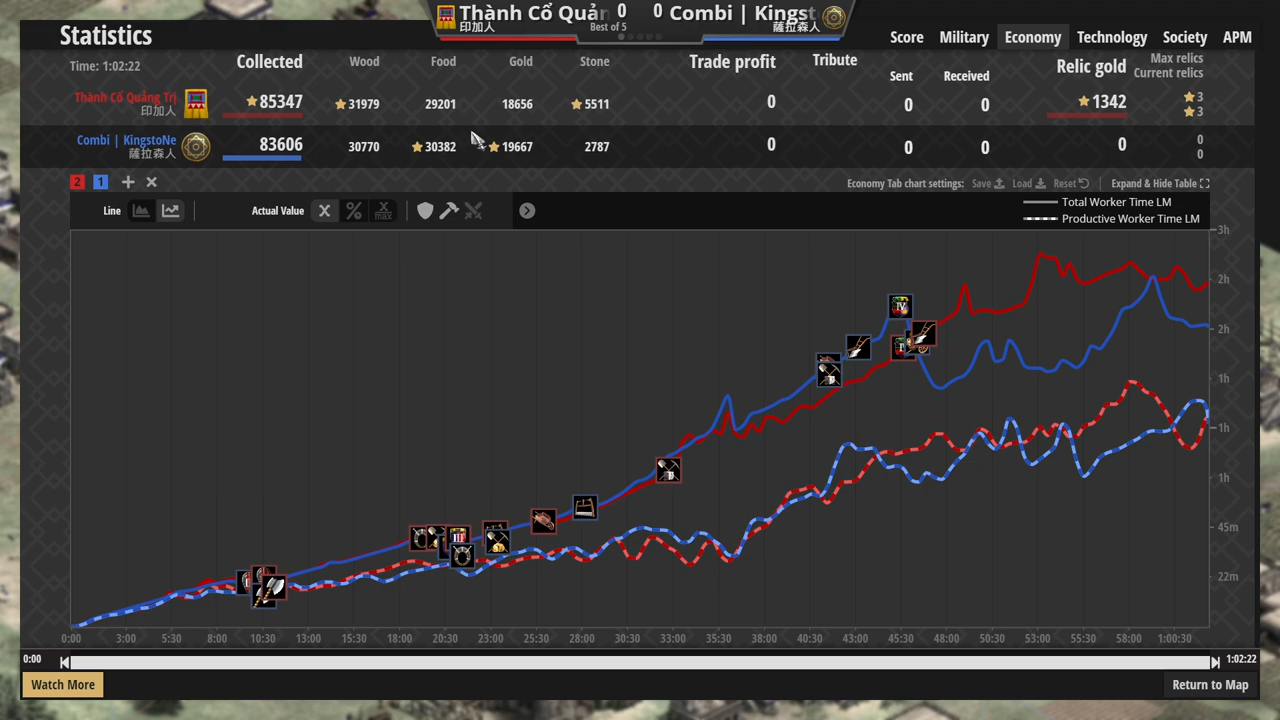 Thành Cổ Quản 0 0 Combi | Kingst
印加人 Best of 5 薩拉森人
Statistics
Score Military Economy Technology Society APM
Time: 1:02:22
Collected Wood Food Gold Stone Trade profit Tribute Sent Received Relic gold Max relics
Current relics
Thành Cổ Quảng Trị 85347 31979 29201 18656 5511 0 0 0 1342 3
印加人 3
Combi | KingstoNe 83606 30770 30382 19667 2787 0 0 0 0 0
薩拉森人 0
2 1 Economy Tab chart settings: Save Load Reset Expand & Hide Table
Line Actual Value X % X max
Total Worker Time LM
Productive Worker Time LM
3h
2h
2h
1h
1h
1h
45m
22m
0:00 3:00 5:30 8:00 10:30 13:00 15:30 18:00 20:30 23:00 25:30 28:00 30:30 33:00 35:30 38:00 40:30 43:00 45:30 48:00 50:30 53:00 55:30 58:00 1:00:30
0:00 1:02:22
Watch More Return to Map